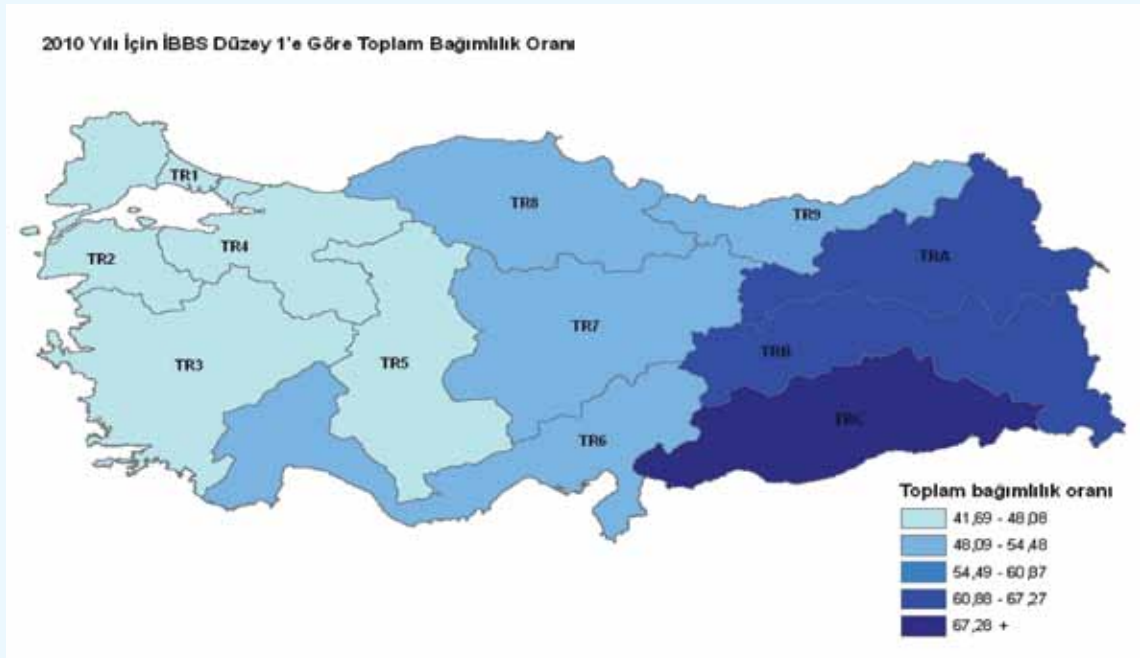 2010 Yılı İçin İBBS Düzey 1'e Göre Toplam Bağımlılık Oranı
TR1
TR8
TR9
TR2
TR4
TRA
TR7
TR3
TR5
TRB
TRC
TR6
Toplam bağımlılık oranı
41,69 - 48,08
48,09 - 54,48
54,49 - 60,87
60,88 - 67,27
67,28 +